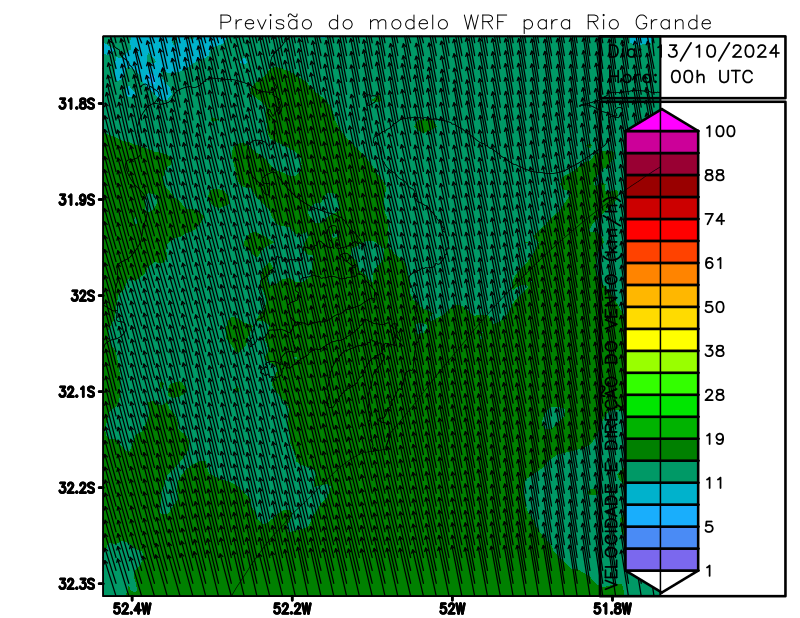 Previsão do modelo WRF para Rio Grande
Dia: 13/10/2024
Hora: 00h UTC
31.8S
31.9S
32S
32.1S
32.2S
32.3S
52.4W
52.2W
52W
51.8W
VELOCIDADE E DIREÇÃO DO VENTO (km/h)
100
88
74
61
50
38
28
19
11
5
1